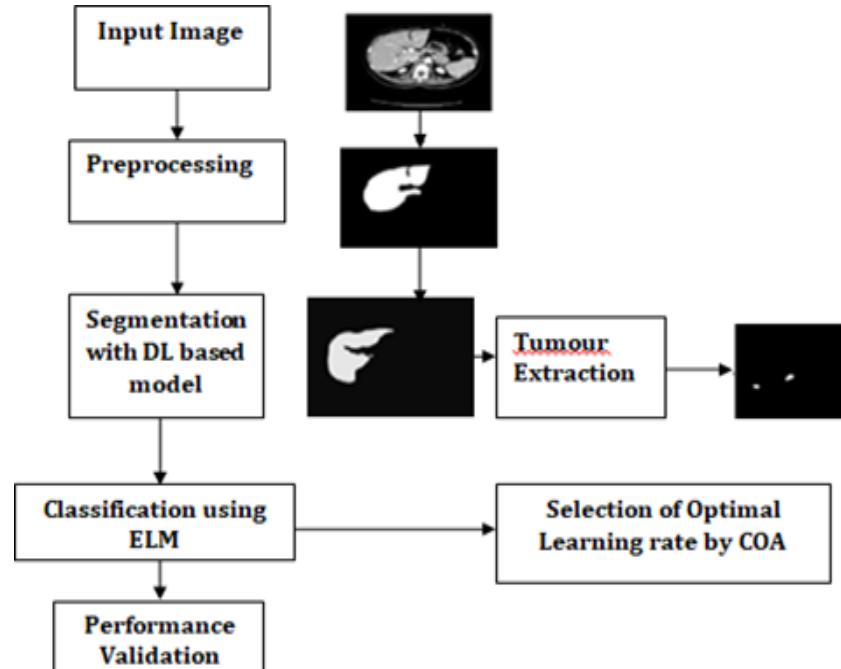 Input Image
Preprocessing
Segmentation
with DL based
model
Tumour
Extraction
Classification using
ELM
Selection of Optimal
Learning rate by COA
Performance
Validation